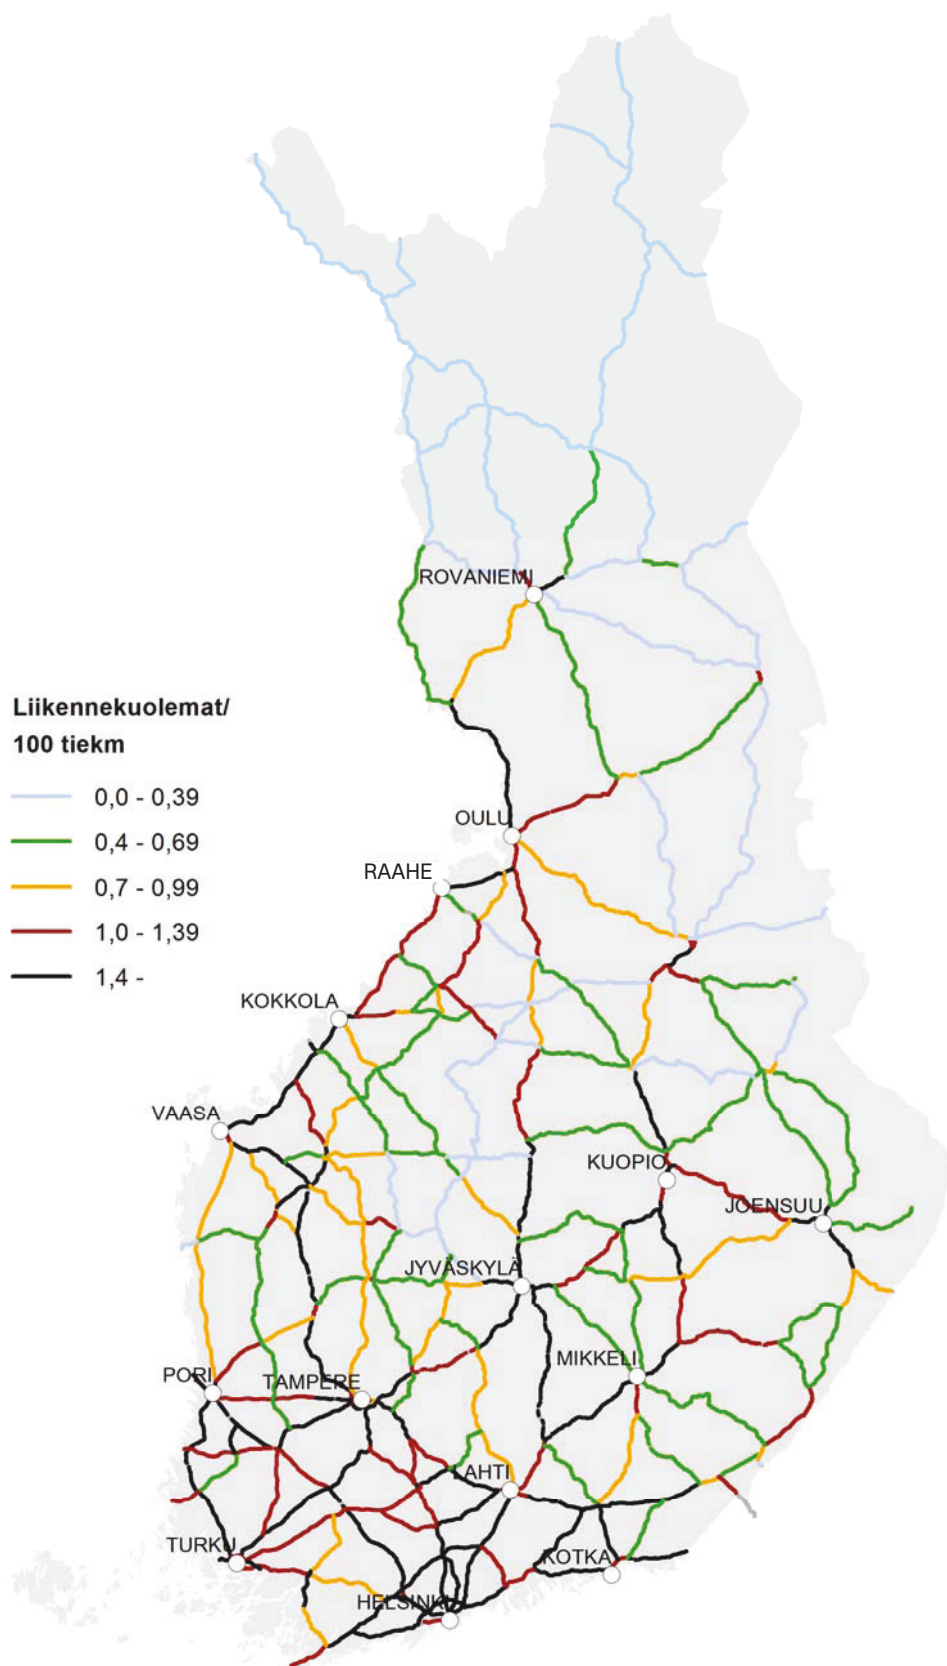 ROVANIEMI
Liikennekuolemat/
100 tiekm
0,0 - 0,39
0,4 - 0,69
0,7 - 0,99
1,0 - 1,39
1,4 -
OULU
RAAHE
KOKKOLA
VAASA
KUOPIO
JOENSUU
JYVÄSKYLÄ
MIKKELI
PORI
TAMPERE
LAHTI
TURKU
KOTKA
HELSINKI